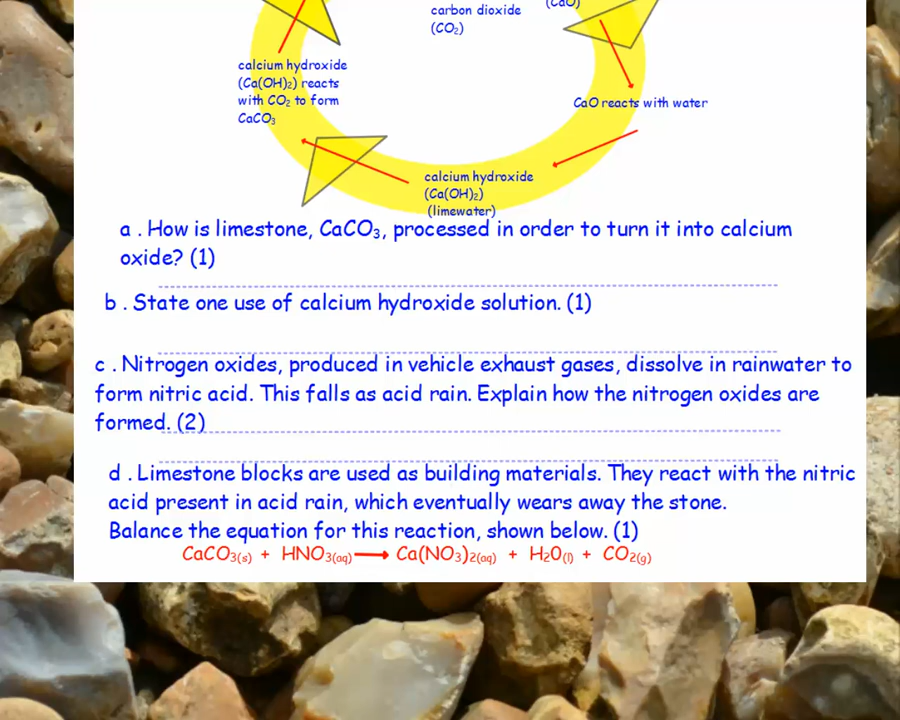 carbon dioxide
(CO₂)
(CaO)
calcium hydroxide
(Ca(OH)₂) reacts
with CO₂ to form
CaCO₃
CaO reacts with water
calcium hydroxide
(Ca(OH)₂)
(limewater)
a . How is limestone, CaCO₃, processed in order to turn it into calcium
oxide? (1)
b . State one use of calcium hydroxide solution. (1)
c . Nitrogen oxides, produced in vehicle exhaust gases, dissolve in rainwater to
form nitric acid. This falls as acid rain. Explain how the nitrogen oxides are
formed. (2)
d . Limestone blocks are used as building materials. They react with the nitric
acid present in acid rain, which eventually wears away the stone.
Balance the equation for this reaction, shown below. (1)
CaCO₃(s) + HNO₃(aq) ⟶ Ca(NO₃)₂(aq) + H₂O(l) + CO₂(g)